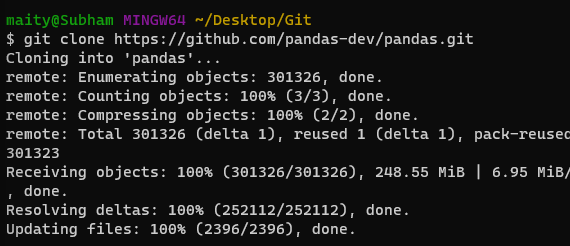 maity@Subham MINGW64 ~/Desktop/Git
$ git clone https://github.com/pandas-dev/pandas.git
Cloning into 'pandas'...
remote: Enumerating objects: 301326, done.
remote: Counting objects: 100% (3/3), done.
remote: Compressing objects: 100% (2/2), done.
remote: Total 301326 (delta 1), reused 1 (delta 1), pack-reused
301323
Receiving objects: 100% (301326/301326), 248.55 MiB | 6.95 MiB/
, done.
Resolving deltas: 100% (252112/252112), done.
Updating files: 100% (2396/2396), done.